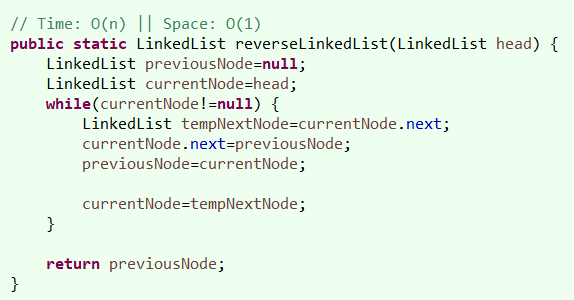 // Time: O(n) || Space: O(1)
public static LinkedList reverseLinkedList(LinkedList head) {
    LinkedList previousNode=null;
    LinkedList currentNode=head;
    while(currentNode!=null) {
        LinkedList tempNextNode=currentNode.next;
        currentNode.next=previousNode;
        previousNode=currentNode;

        currentNode=tempNextNode;
    }

    return previousNode;
}